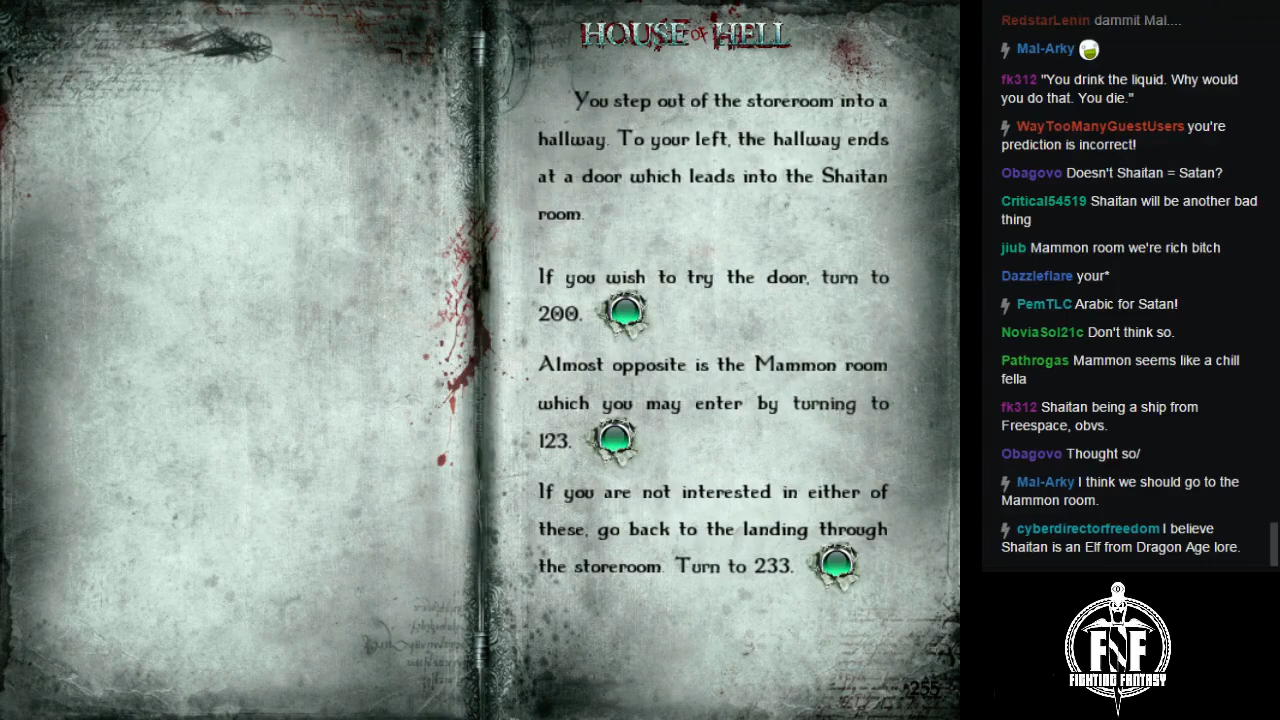 HOUSE OF HELL
You step out of the storeroom into a
hallway. To your left, the hallway ends
at a door which leads into the Shaitan
room.
If you wish to try the door, turn to
200.
Almost opposite is the Mammon room
which you may enter by turning to
123.
If you are not interested in either of
these, go back to the landing through
the storeroom. Turn to 233.
255
RedstarLenin dammit Mal....
Mal-Arky
fk312 "You drink the liquid. Why would
you do that. You die."
WayTooManyGuestUsers you're
prediction is incorrect!
Obagovo Doesn't Shaitan = Satan?
Critical54519 Shaitan will be another bad
thing
jiub Mammon room we're rich bitch
Dazzleflare your*
PemTLC Arabic for Satan!
NoviaSol21c Don't think so.
Pathrogas Mammon seems like a chill
fella
fk312 Shaitan being a ship from
Freespace, obvs.
Obagovo Thought so/
Mal-Arky I think we should go to the
Mammon room.
cyberdirectorfreedom I believe
Shaitan is an Elf from Dragon Age lore.
FF
FIGHTING FANTASY